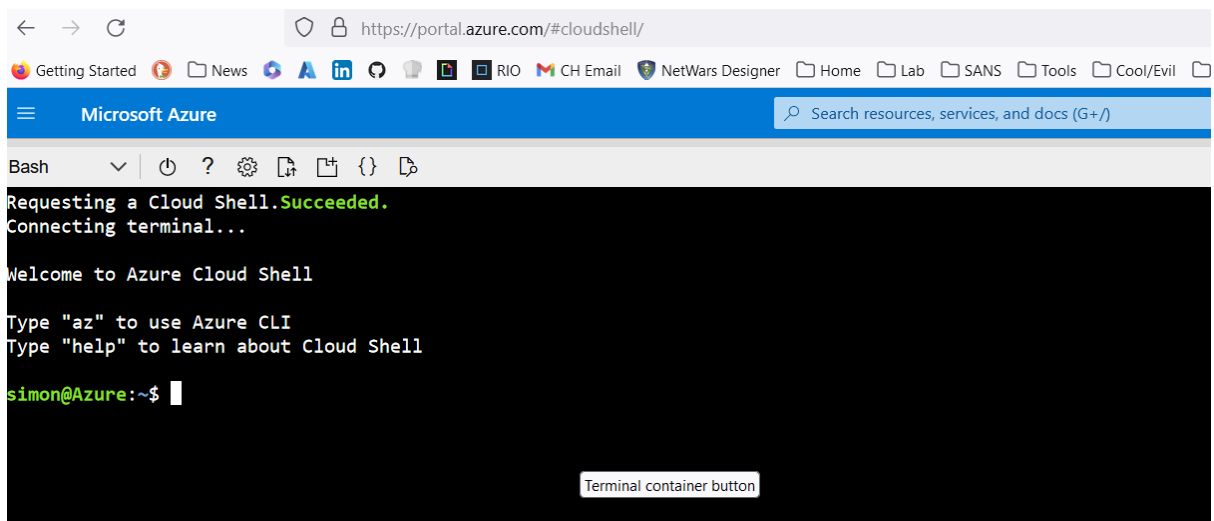 https://portal.azure.com/#cloudshell/
Getting Started News in RIO CH Email NetWars Designer Home Lab SANS Tools Cool/Evil
Microsoft Azure Search resources, services, and docs (G+/)
Bash ? {}
Requesting a Cloud Shell.Succeeded.
Connecting terminal...
Welcome to Azure Cloud Shell
Type "az" to use Azure CLI
Type "help" to learn about Cloud Shell
simon@Azure:~$
Terminal container button